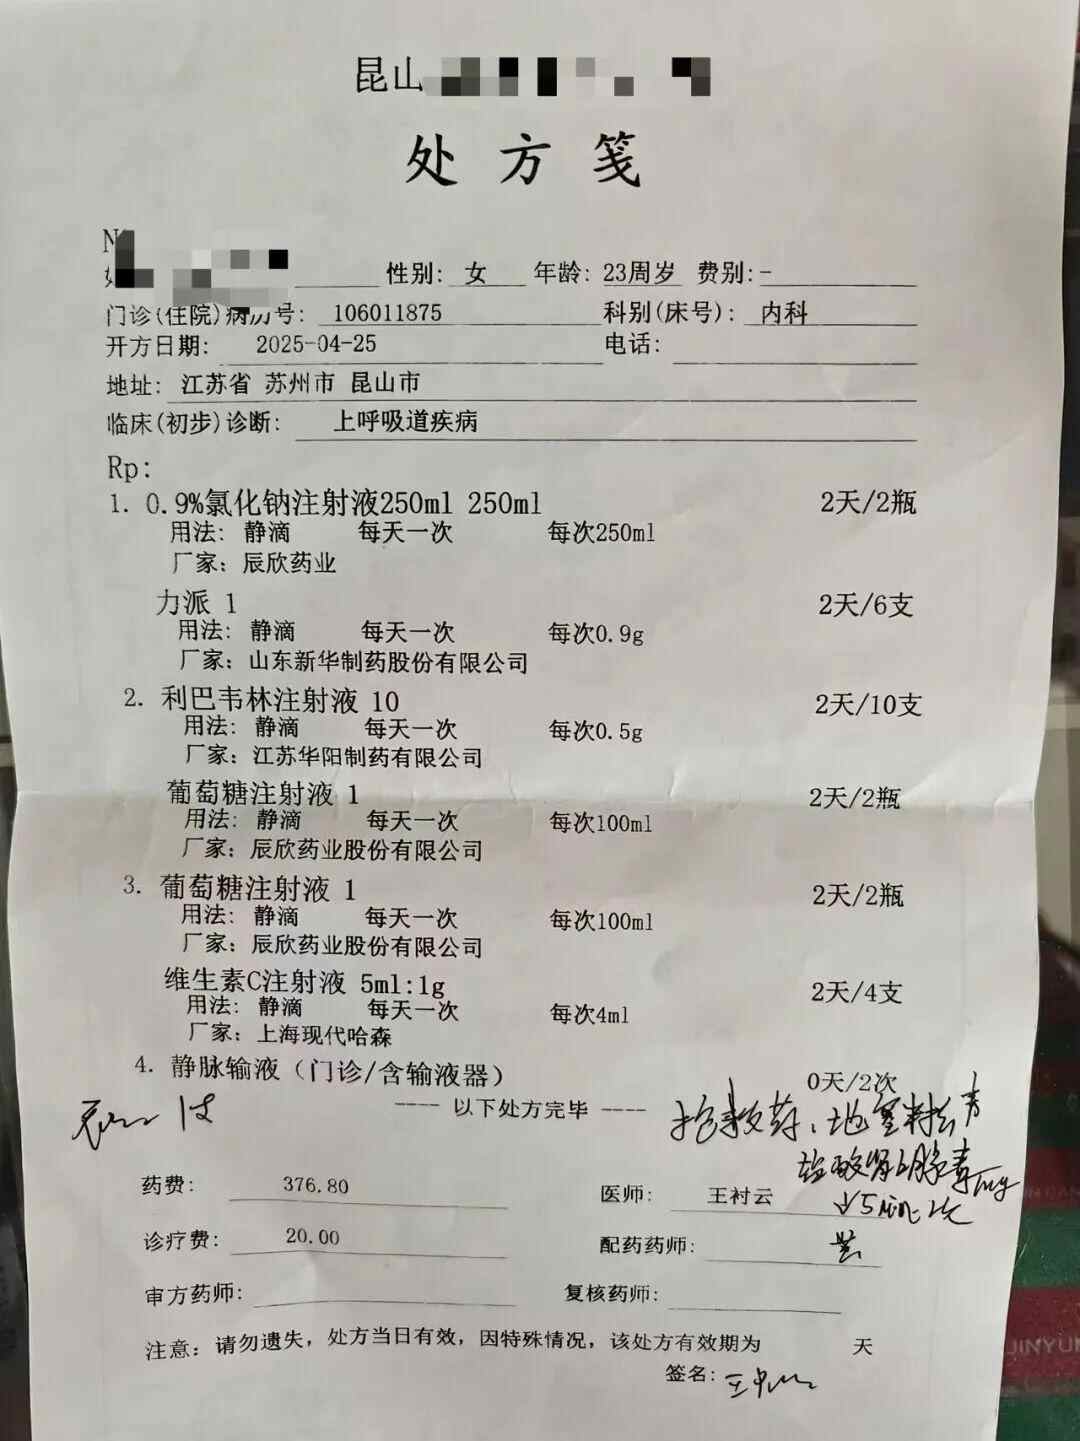 昆山
处方笺
性别: 女 年龄: 23周岁 费别:-
门诊(住院)病历号: 106011875 科别(床号): 内科
开方日期: 2025-04-25 电话:
地址: 江苏省 苏州市 昆山市
临床(初步)诊断: 上呼吸道疾病
Rp:
1. 0.9%氯化钠注射液250ml 250ml 2天/2瓶
用法: 静滴 每天一次 每次250ml
厂家: 辰欣药业
力派 1 2天/6支
用法: 静滴 每天一次 每次0.9g
厂家: 山东新华制药股份有限公司
2. 利巴韦林注射液 10 2天/10支
用法: 静滴 每天一次 每次0.5g
厂家: 江苏华阳制药有限公司
葡萄糖注射液 1 2天/2瓶
用法: 静滴 每天一次 每次100ml
厂家: 辰欣药业股份有限公司
3. 葡萄糖注射液 1 2天/2瓶
用法: 静滴 每天一次 每次100ml
厂家: 辰欣药业股份有限公司
维生素C注射液 5ml:1g 2天/4支
用法: 静滴 每天一次 每次4ml
厂家: 上海现代哈森
4. 静脉输液(门诊/含输液器) 0天/2次
---- 以下处方完毕 ----
抢救药: 地塞米松
盐酸肾上腺素 1mg
药费: 376.80 医师: 王衬云
诊疗费: 20.00 配药药师:
审方药师: 复核药师:
注意: 请勿遗失, 处方当日有效, 因特殊情况, 该处方有效期为 天
签名:
JINYU